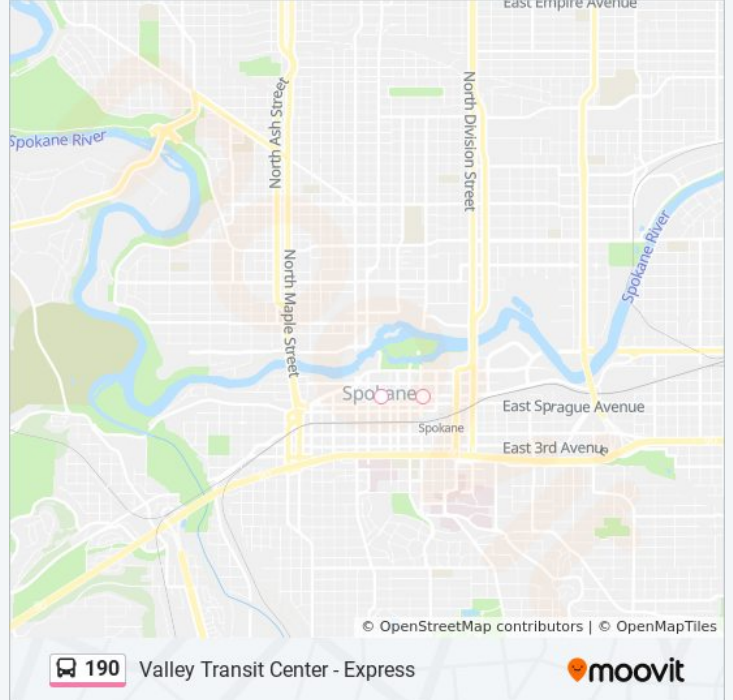 East Empire Avenue
North Ash Street
North Division Street
Spokane River
Spokane River
North Maple Street
Spokane
East Sprague Avenue
Spokane
East 3rd Avenue
© OpenStreetMap contributors | © OpenMapTiles
190 Valley Transit Center - Express moovit